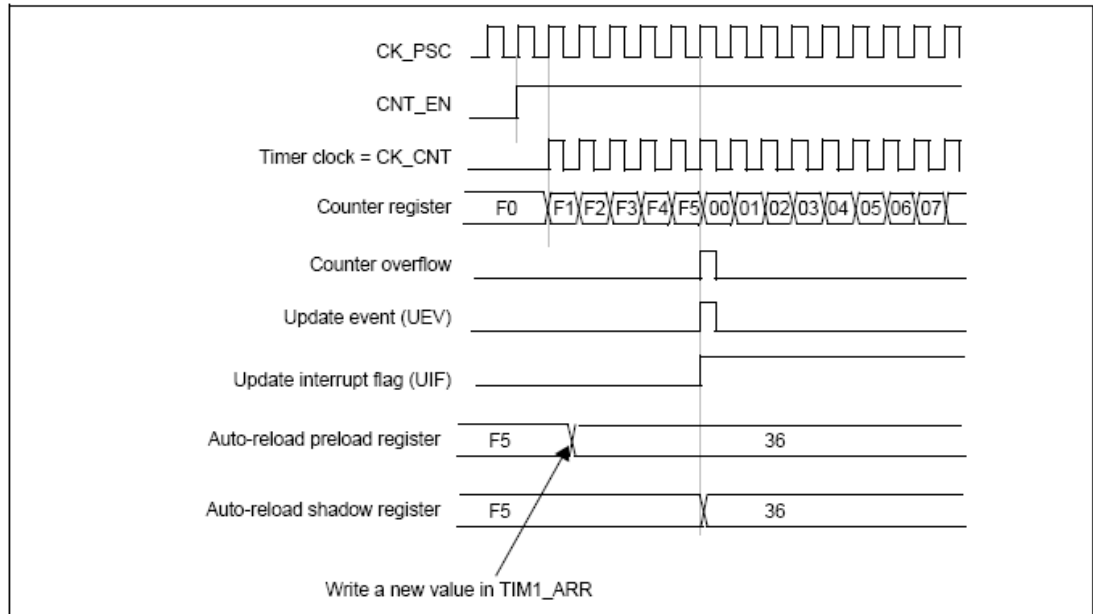 CK_PSC
CNT_EN
Timer clock = CK_CNT
Counter register F0 F1 F2 F3 F4 F5 00 01 02 03 04 05 06 07
Counter overflow
Update event (UEV)
Update interrupt flag (UIF)
Auto-reload preload register F5 36
Auto-reload shadow register F5 36
Write a new value in TIM1_ARR